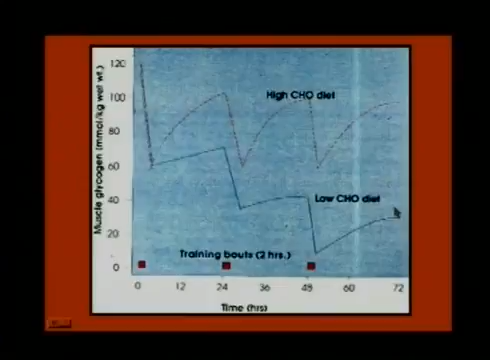 Muscle glycogen (mmol/kg wet wt.)
120
100
80
60
40
20
0
High CHO diet
Low CHO diet
Training bouts (2 hrs.)
0
12
24
36
48
60
72
Time (hrs)